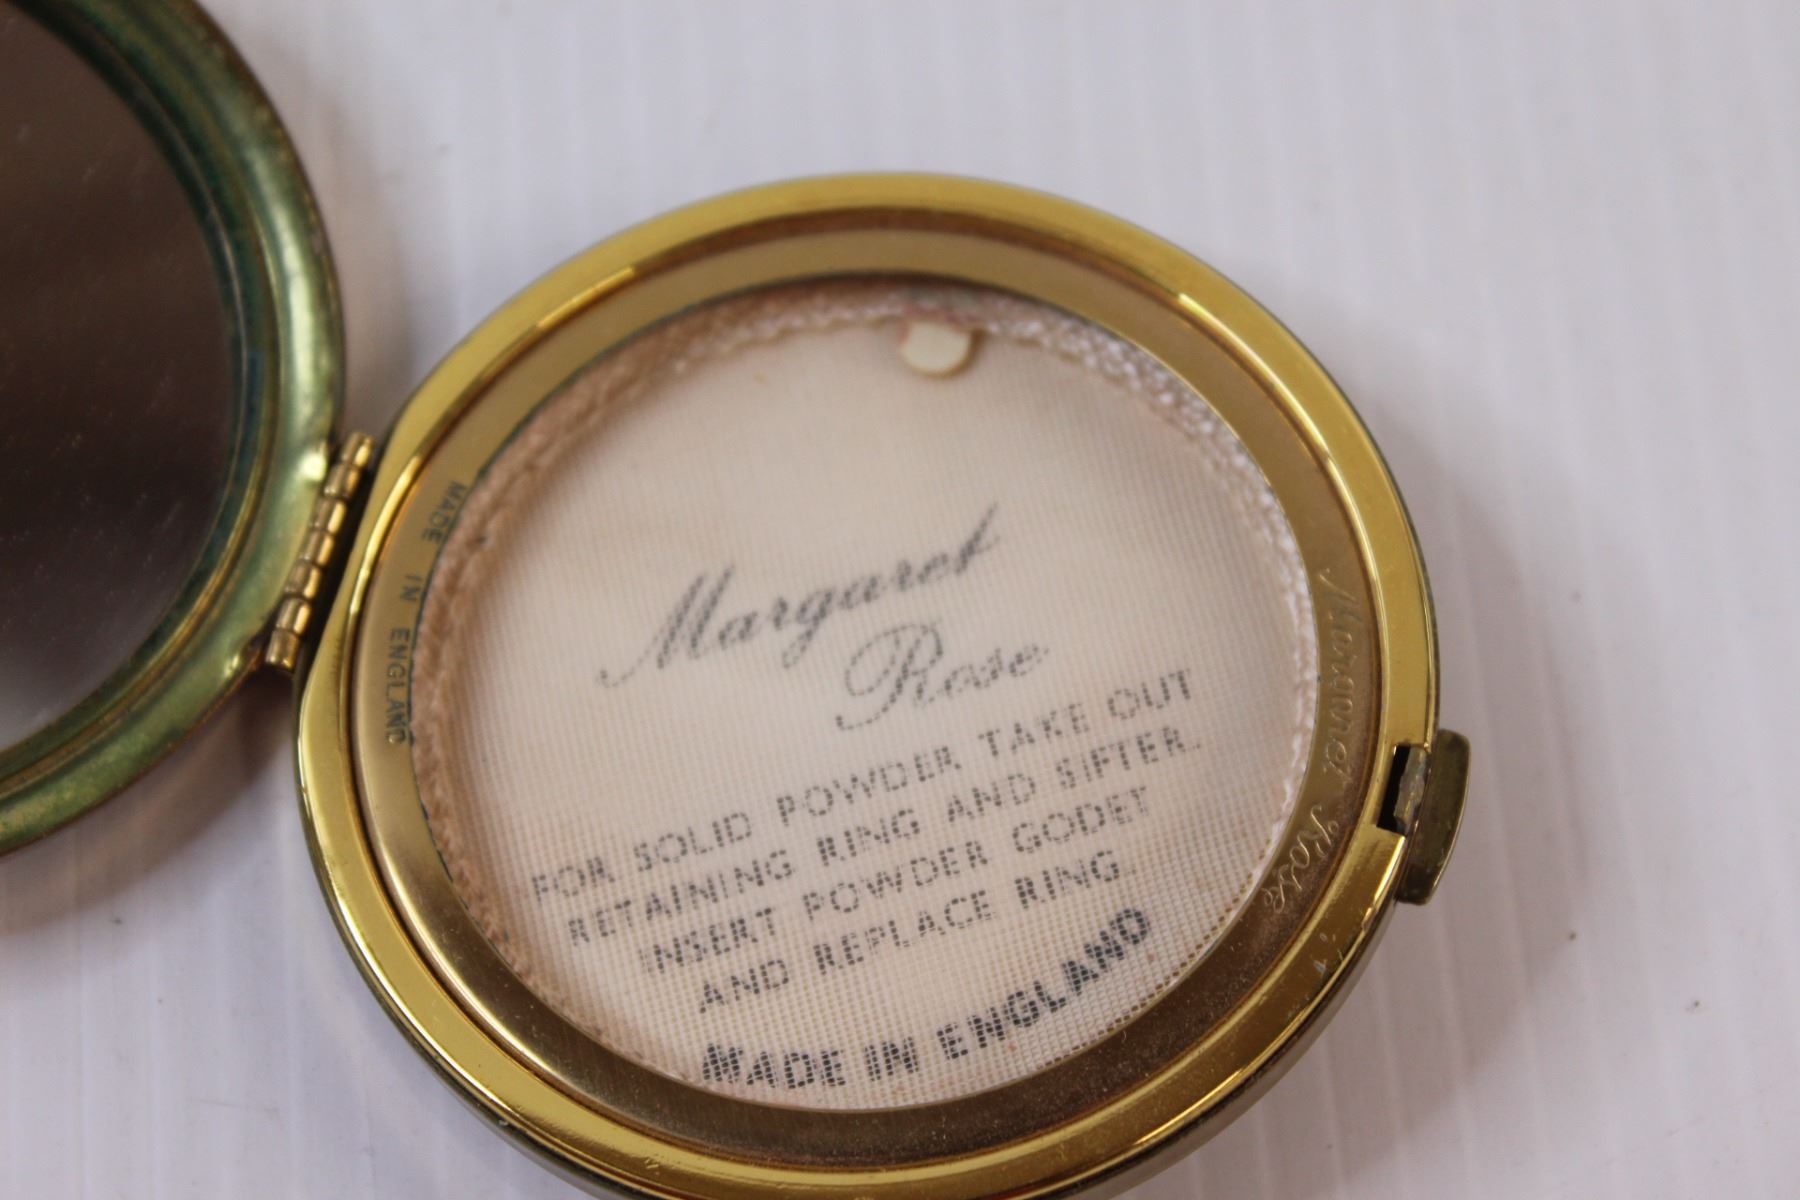 MADE IN ENGLAND
Margaret
Rose
FOR SOLID POWDER TAKE OUT
RETAINING RING AND SIFTER.
INSERT POWDER GODET
AND REPLACE RING
MADE IN ENGLAND
Margaret Rose